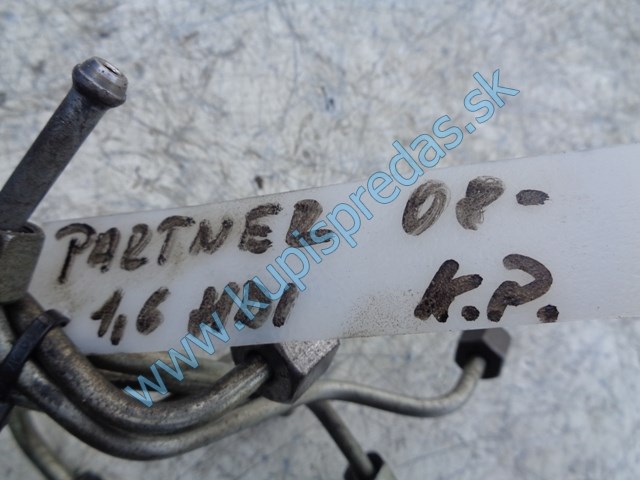 PARTNER 08-
1,6 HDI K.P.
www.kupispredas.sk